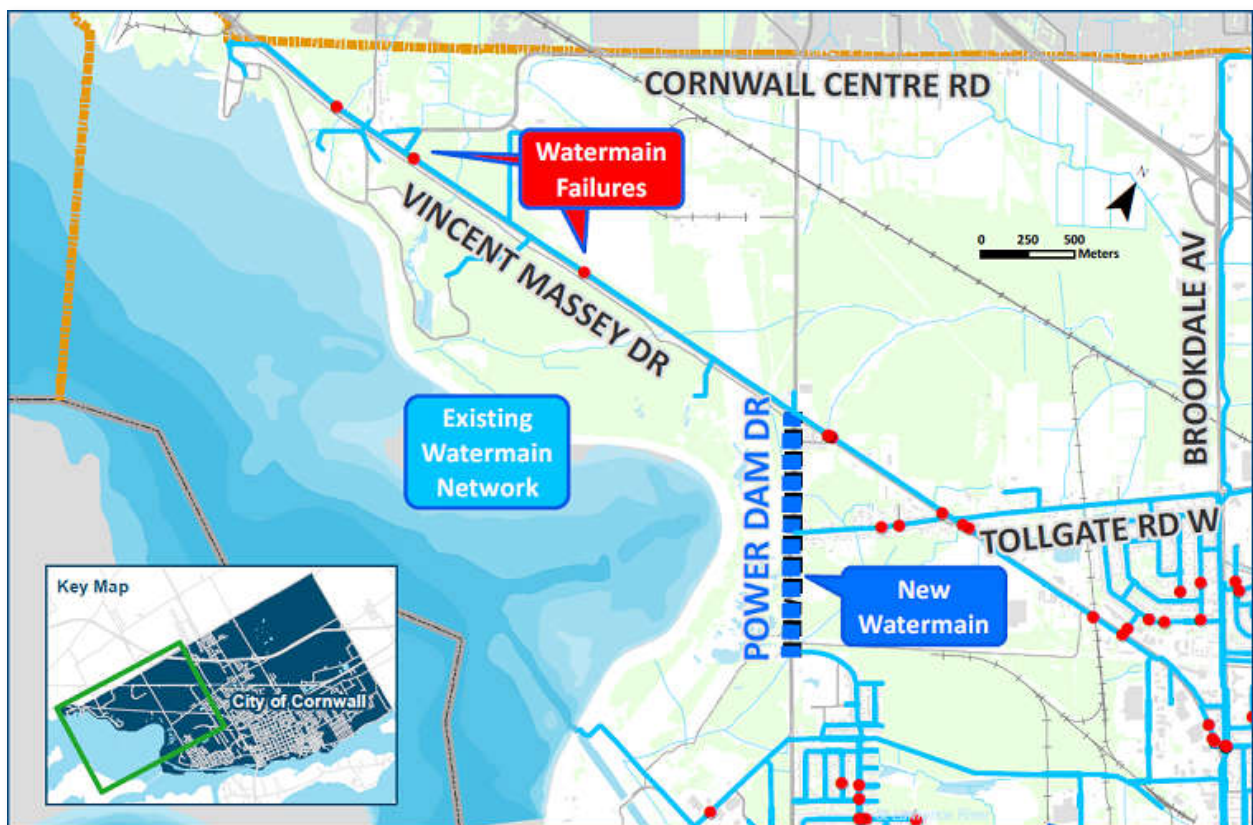 CORNWALL CENTRE RD
Watermain
Failures
N
0 250 500
Meters
VINCENT MASSEY DR
BROOKDALE AV
Existing
Watermain
Network
POWER DAM DR
TOLLGATE RD W
New
Watermain
Key Map
City of Cornwall